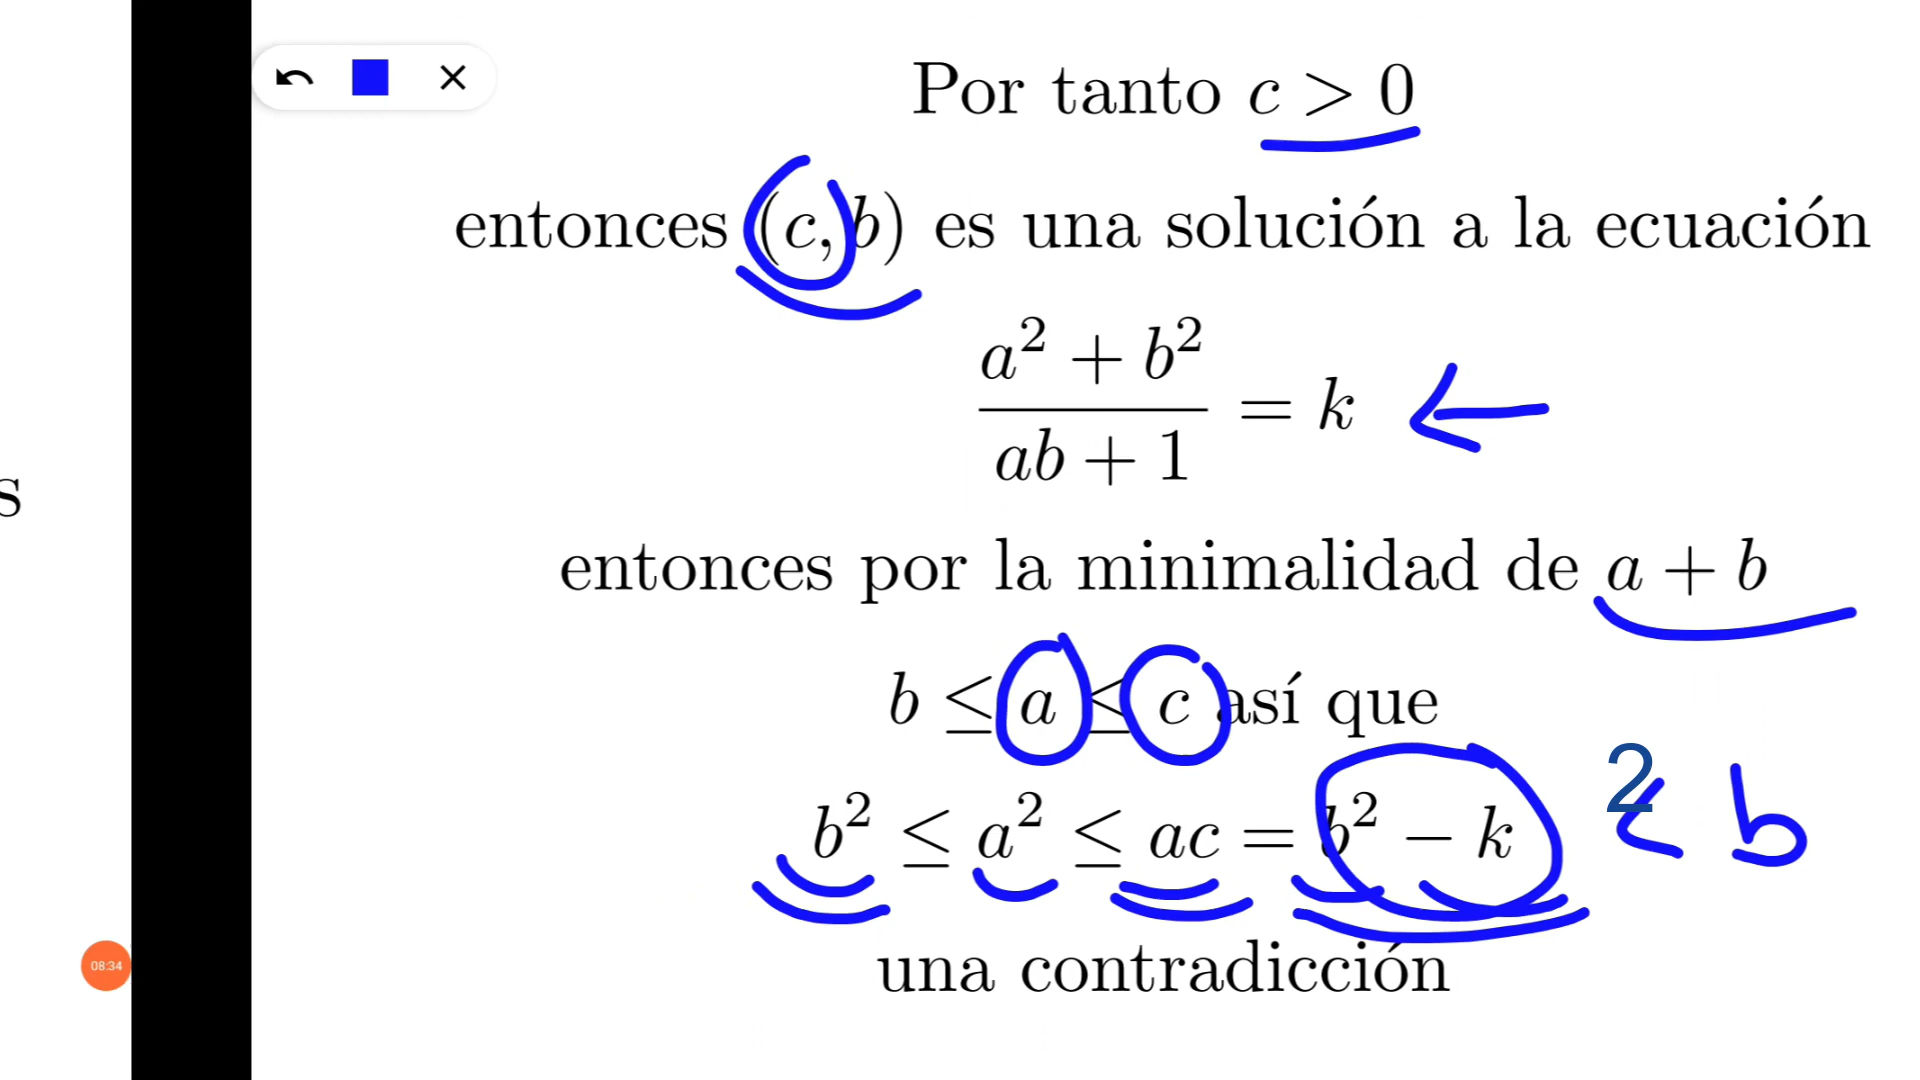 Por tanto c > 0
entonces (c, b) es una solución a la ecuación
a² + b²
ab + 1
= k
s
entonces por la minimalidad de a + b
b ≤ a ≤ c así que
b² ≤ a² ≤ ac = b² − k < b
2
una contradicción
08:34